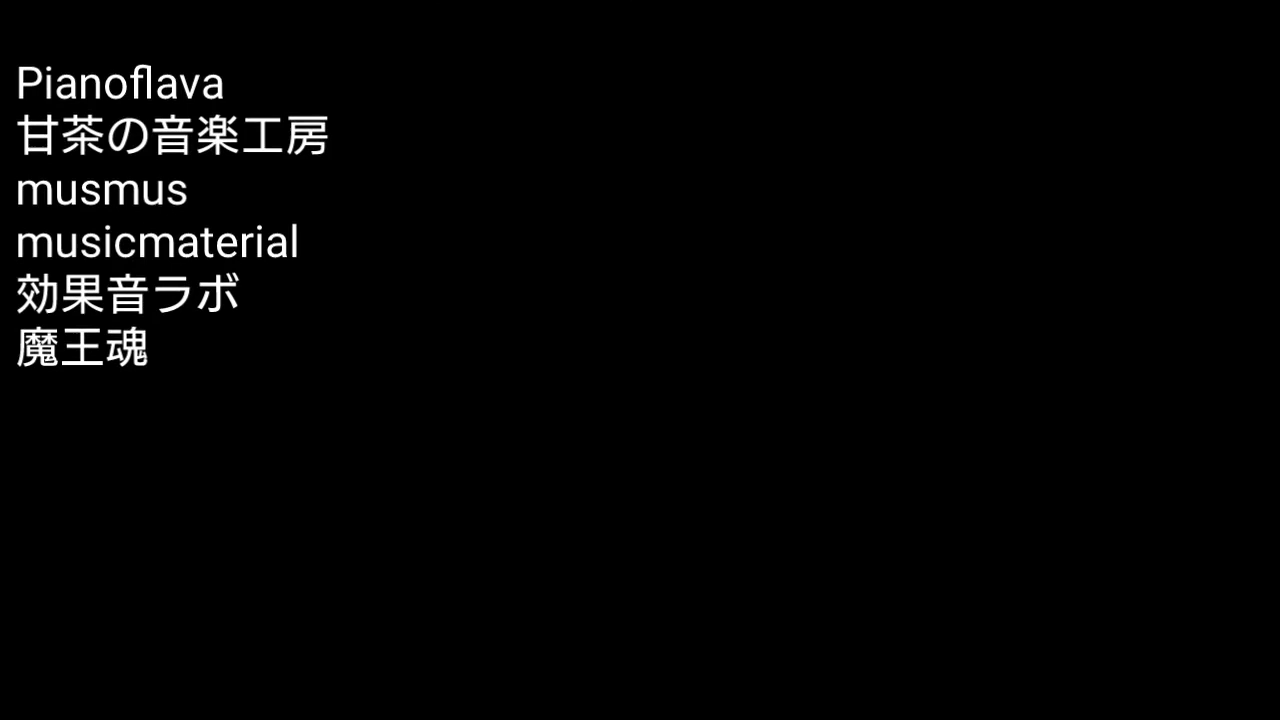 Pianoflava
甘茶の音楽工房
musmus
musicmaterial
効果音ラボ
魔王魂